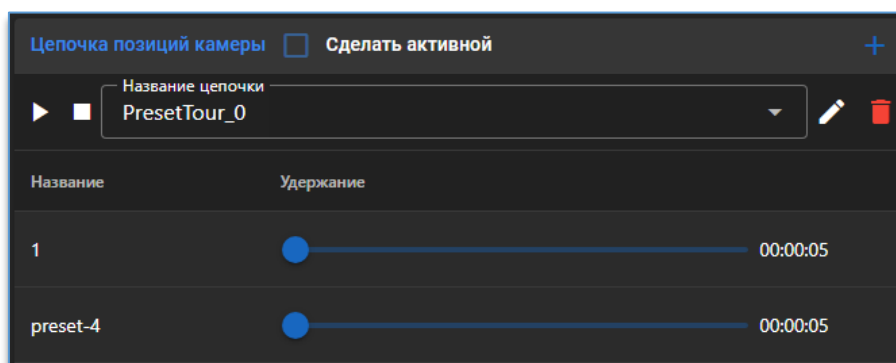 Цепочка позиций камеры Сделать активной
Название цепочки
PresetTour_0
Название Удержание
1 00:00:05
preset-4 00:00:05